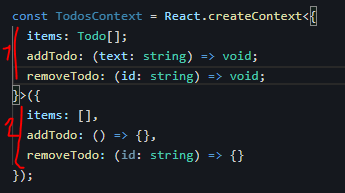 const TodosContext = React.createContext<{
1 items: Todo[];
addTodo: (text: string) => void;
removeTodo: (id: string) => void;
}>({
2 items: [],
addTodo: () => {},
removeTodo: (id: string) => {}
});